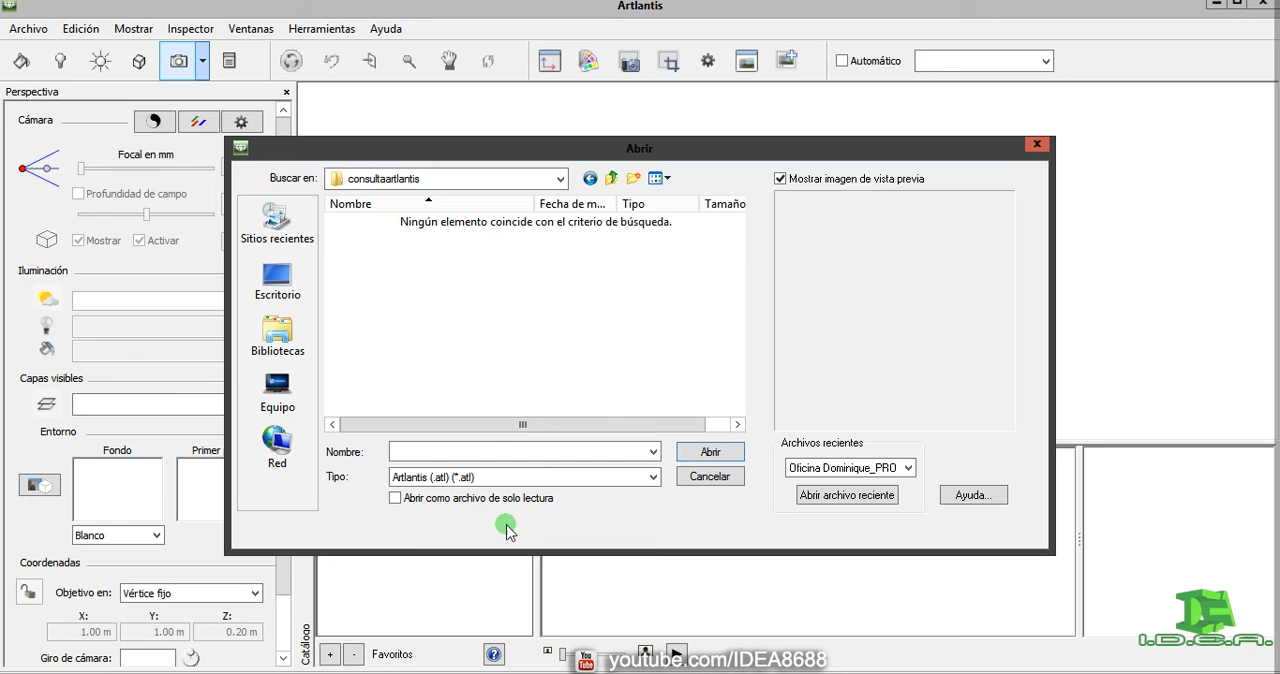 Artlantis
Archivo Edición Mostrar Inspector Ventanas Herramientas Ayuda
Automático
Perspectiva
Cámara
Focal en mm
Profundidad de campo
Mostrar Activar
Iluminación
Capas visibles
Entorno
Fondo Primer
Blanco
Coordenadas
Objetivo en: Vértice fijo
X: Y: Z:
1.00 m 1.00 m 0.20 m
Giro de cámara:
Abrir
Buscar en: consultaartlantis
Mostrar imagen de vista previa
Nombre Fecha de m... Tipo Tamaño
Ningún elemento coincide con el criterio de búsqueda.
Sitios recientes
Escritorio
Bibliotecas
Equipo
Red
Nombre: Abrir
Tipo: Artlantis (.atl) (*.atl) Cancelar
Abrir como archivo de solo lectura
Archivos recientes
Oficina Dominique_PRO
Abrir archivo reciente
Ayuda...
Catálogo
+ - Favoritos
You Tube youtube.com/IDEA8688
I.D.E.A.